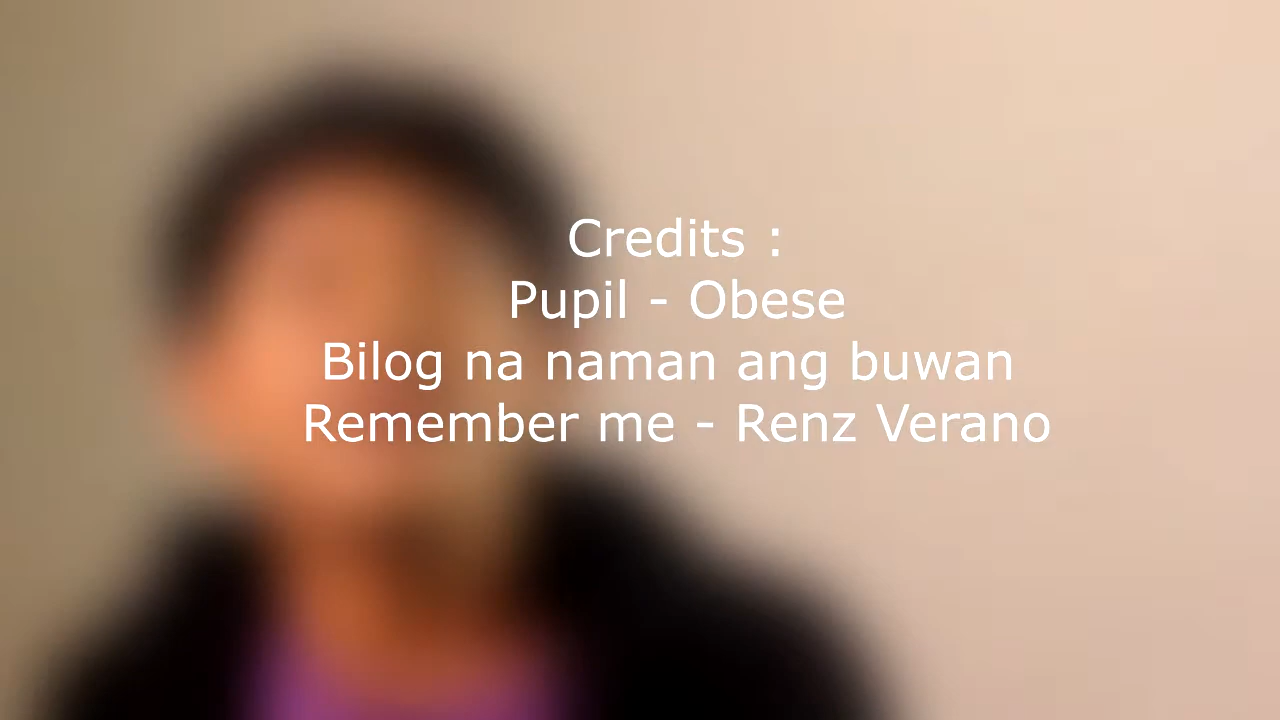 Credits :
Pupil - Obese
Bilog na naman ang buwan
Remember me - Renz Verano